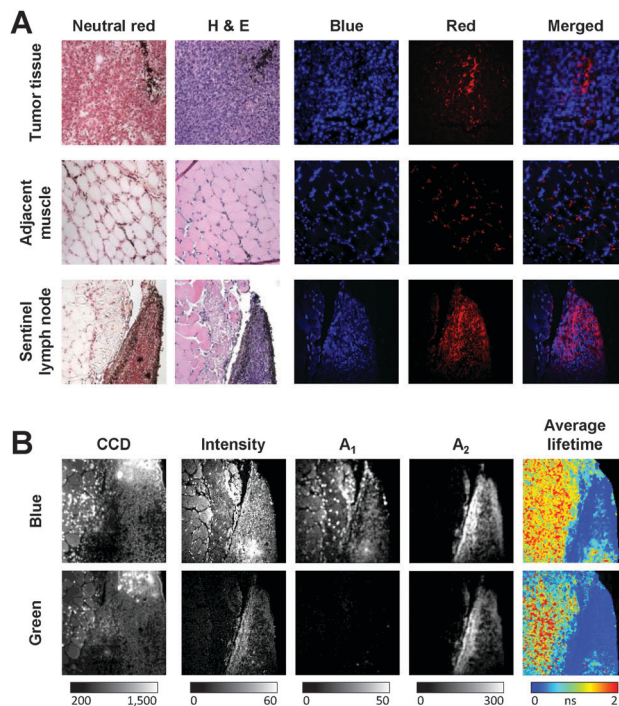 A
Neutral red
H & E
Blue
Red
Merged
Tumor tissue
Adjacent
muscle
Sentinel
lymph node
B
CCD
Intensity
A1
A2
Average
lifetime
Blue
Green
200 1,500
0 60
0 50
0 300
0 ns 2